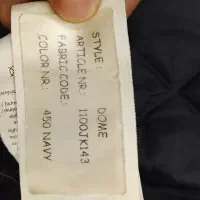 STYLE: DOME
ARTICLE NR.: 1100JK143
FABRIC CODE.:
COLOR NR.: 450 NAVY